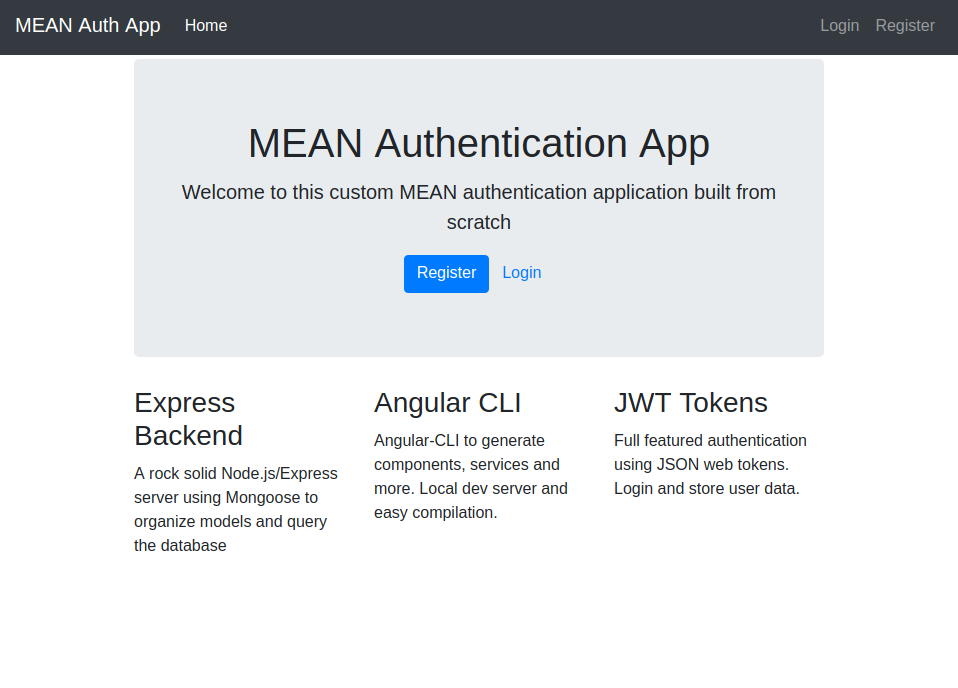 MEAN Auth App Home Login Register
MEAN Authentication App
Welcome to this custom MEAN authentication application built from
scratch
Register Login
Express
Backend
A rock solid Node.js/Express
server using Mongoose to
organize models and query
the database
Angular CLI
Angular-CLI to generate
components, services and
more. Local dev server and
easy compilation.
JWT Tokens
Full featured authentication
using JSON web tokens.
Login and store user data.